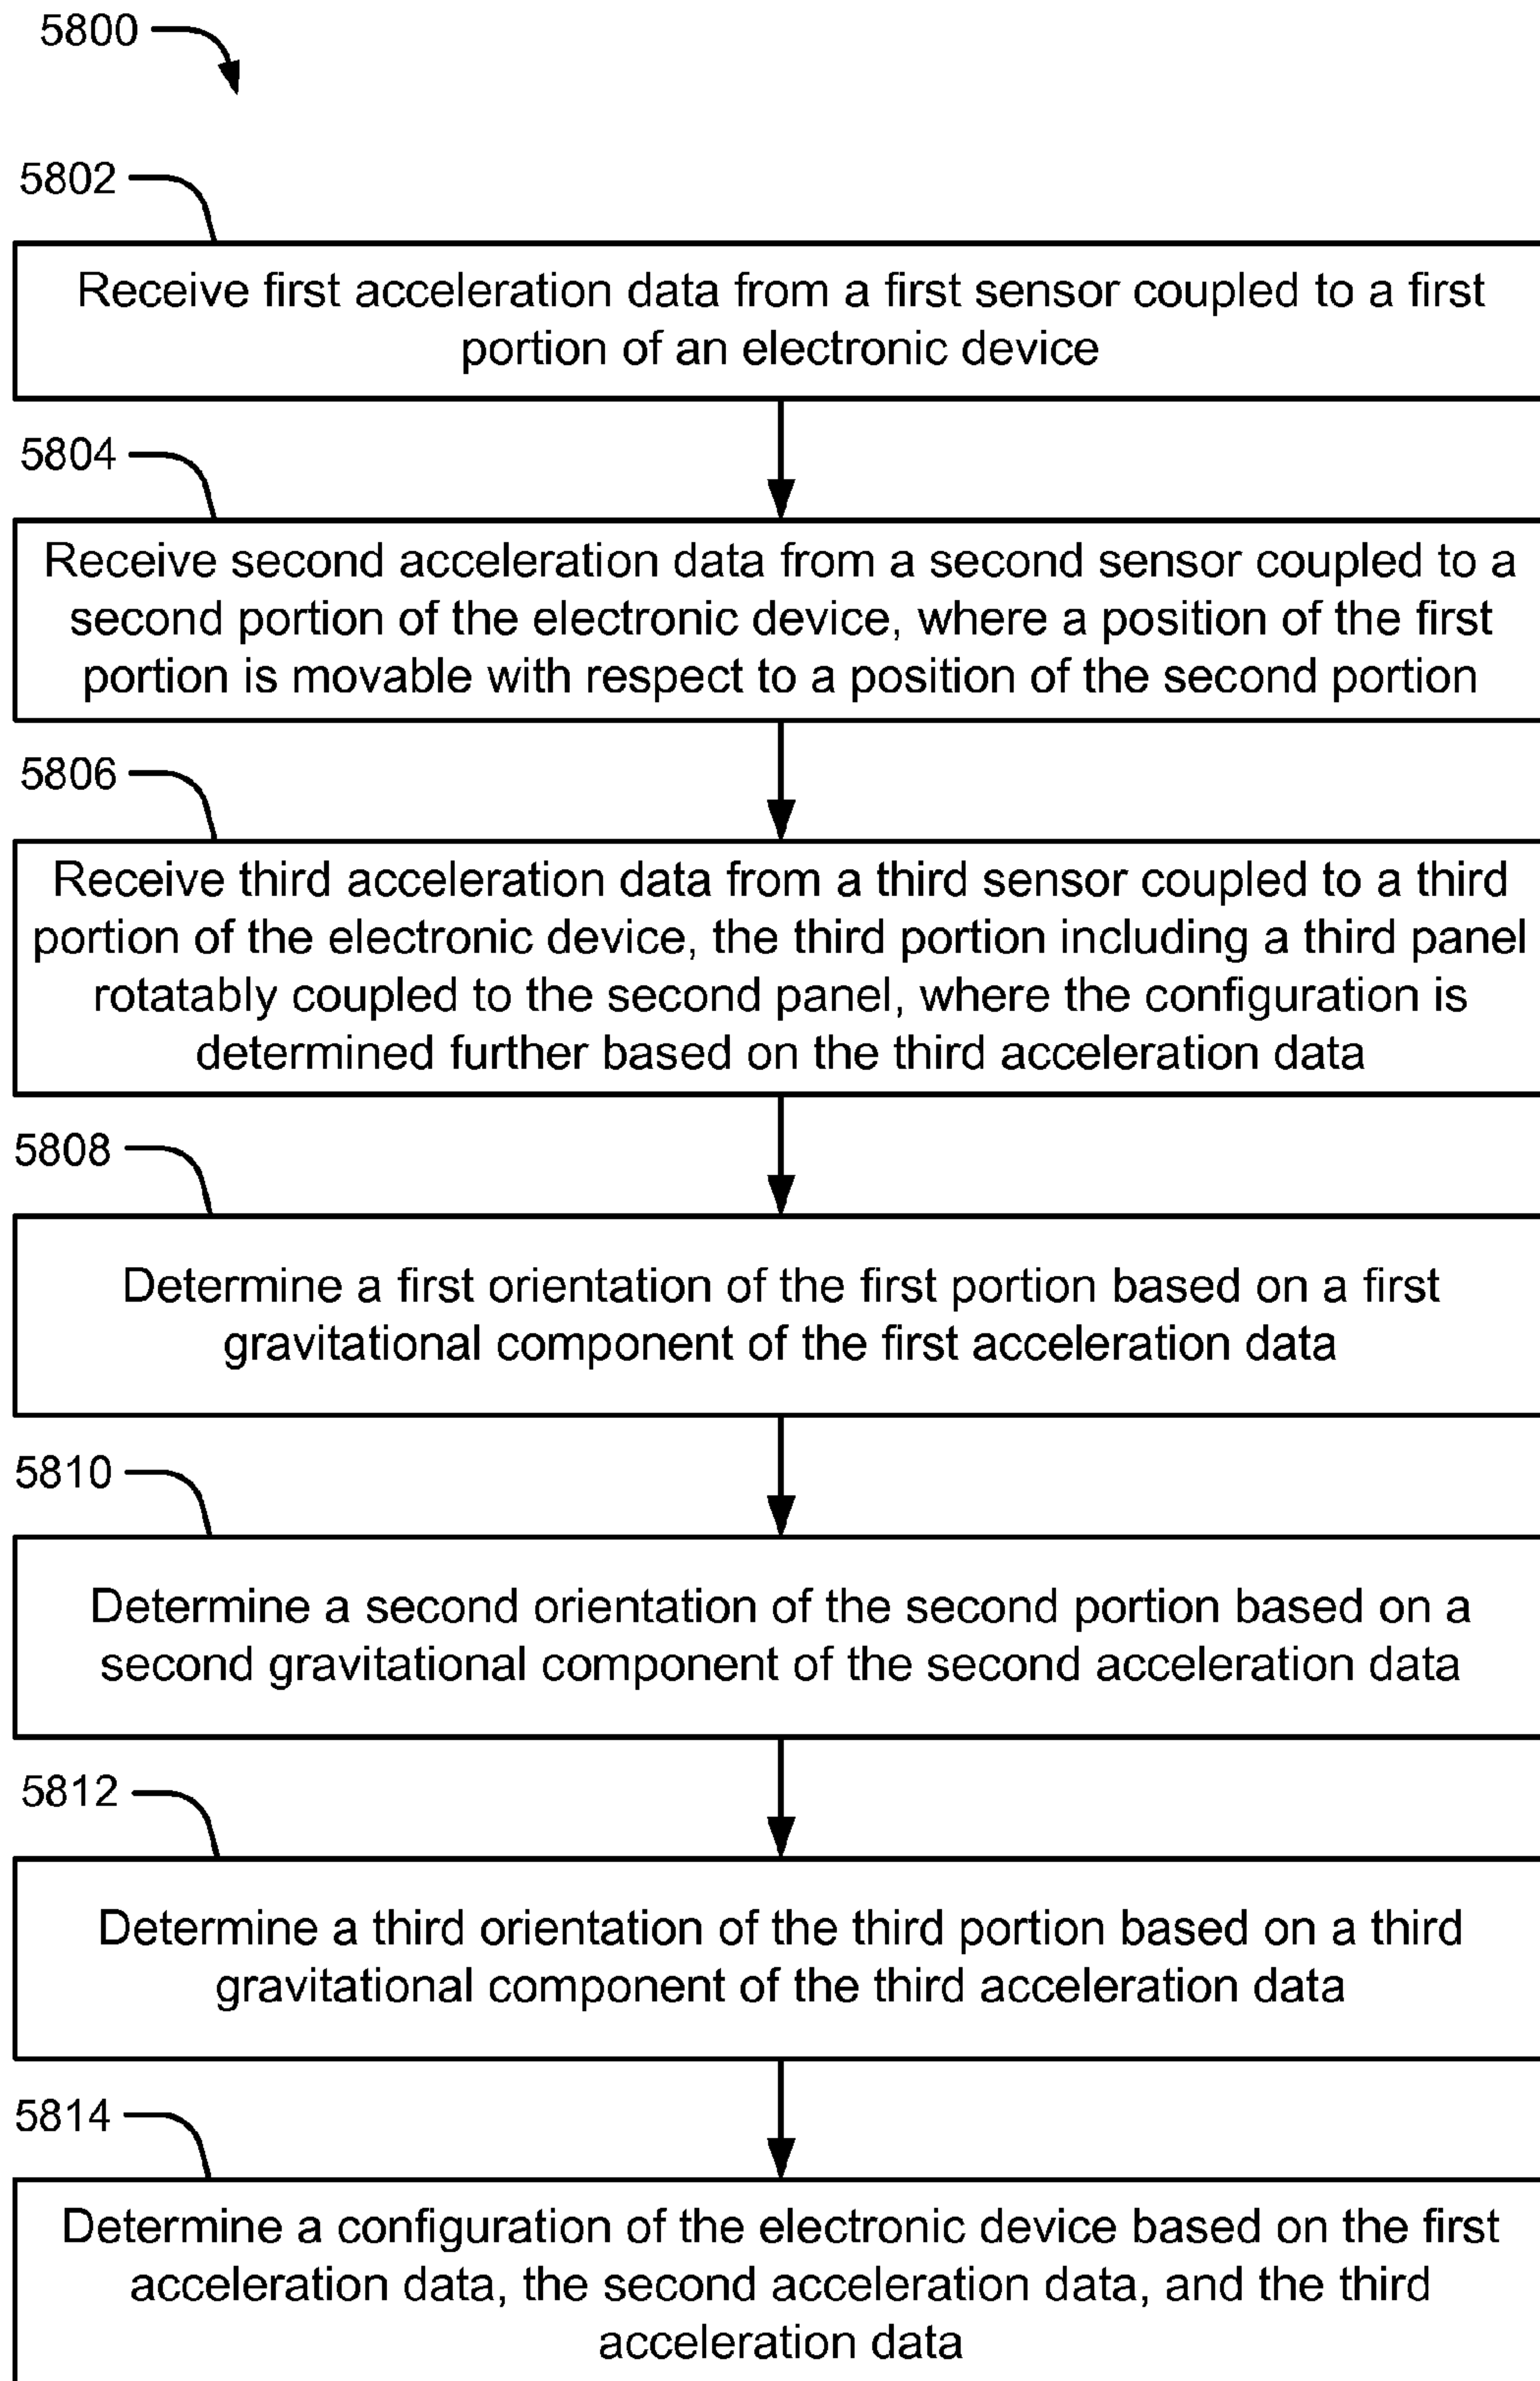 5800
5802
Receive first acceleration data from a first sensor coupled to a first
portion of an electronic device
5804
Receive second acceleration data from a second sensor coupled to a
second portion of the electronic device, where a position of the first
portion is movable with respect to a position of the second portion
5806
Receive third acceleration data from a third sensor coupled to a third
portion of the electronic device, the third portion including a third panel
rotatably coupled to the second panel, where the configuration is
determined further based on the third acceleration data
5808
Determine a first orientation of the first portion based on a first
gravitational component of the first acceleration data
5810
Determine a second orientation of the second portion based on a
second gravitational component of the second acceleration data
5812
Determine a third orientation of the third portion based on a third
gravitational component of the third acceleration data
5814
Determine a configuration of the electronic device based on the first
acceleration data, the second acceleration data, and the third
acceleration data